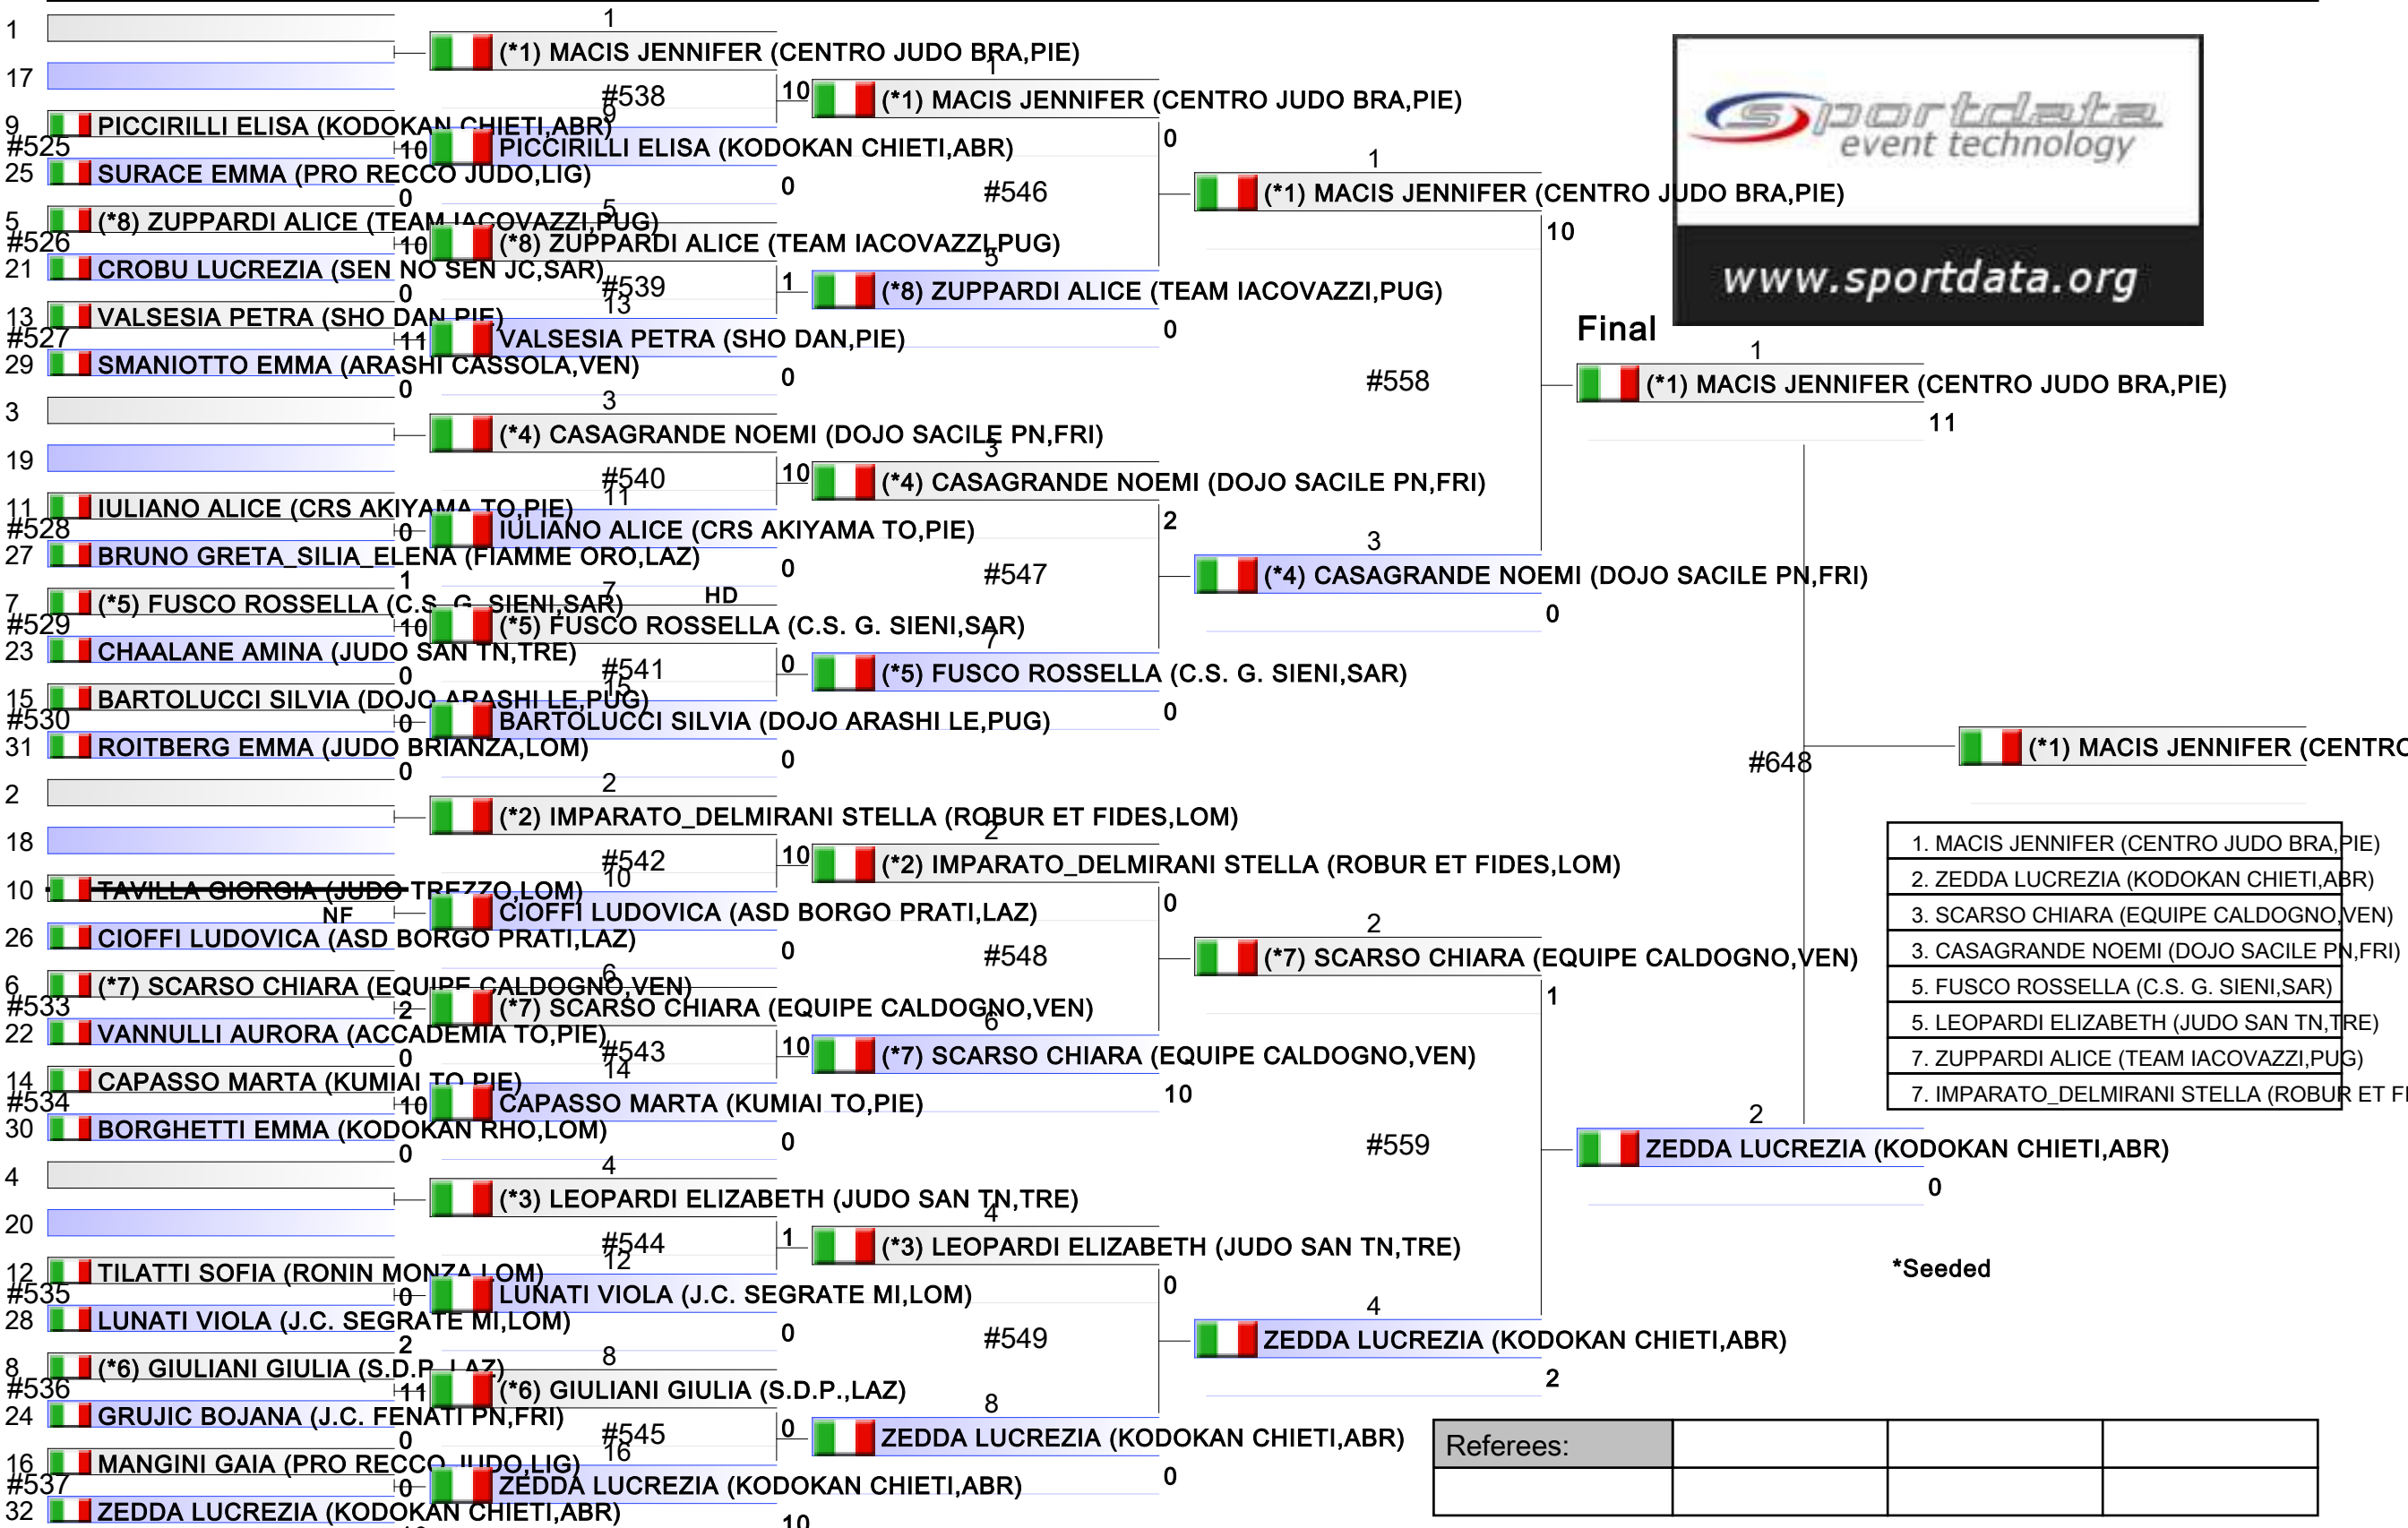 1
17
9 PICCIRILLI ELISA (KODOKAN CHIETI,ABR)
#525 10
25 SURACE EMMA (PRO RECCO JUDO,LIG)
0
5 (*8) ZUPPARDI ALICE (TEAM IACOVAZZI,PUG)
#526 10
21 CROBU LUCREZIA (SEN NO SEN JC,SAR)
0
13 VALSESIA PETRA (SHO DAN,PIE)
#527 11
29 SMANIOTTO EMMA (ARASHI CASSOLA,VEN)
0
3
19
11 IULIANO ALICE (CRS AKIYAMA TO,PIE)
#528 0
27 BRUNO GRETA_SILIA_ELENA (FIAMME ORO,LAZ)
1
7 (*5) FUSCO ROSSELLA (C.S. G. SIENI,SAR)
#529 10
23 CHAALANE AMINA (JUDO SAN TN,TRE)
0
15 BARTOLUCCI SILVIA (DOJO ARASHI LE,PUG)
#530 0
31 ROITBERG EMMA (JUDO BRIANZA,LOM)
0
2
18
10 TAVILLA GIORGIA (JUDO TREZZO,LOM)
NF
26 CIOFFI LUDOVICA (ASD BORGO PRATI,LAZ)
6 (*7) SCARSO CHIARA (EQUIPE CALDOGNO,VEN)
#533 2
22 VANNULLI AURORA (ACCADEMIA TO,PIE)
0
14 CAPASSO MARTA (KUMIAI TO,PIE)
#534 10
30 BORGHETTI EMMA (KODOKAN RHO,LOM)
0
4
20
12 TILATTI SOFIA (RONIN MONZA,LOM)
#535 0
28 LUNATI VIOLA (J.C. SEGRATE MI,LOM)
2
8 (*6) GIULIANI GIULIA (S.D.P.,LAZ)
#536 11
24 GRUJIC BOJANA (J.C. FENATI PN,FRI)
0
16 MANGINI GAIA (PRO RECCO JUDO,LIG)
#537 0
32 ZEDDA LUCREZIA (KODOKAN CHIETI,ABR)
1
(*1) MACIS JENNIFER (CENTRO JUDO BRA,PIE)
#538 10
9
PICCIRILLI ELISA (KODOKAN CHIETI,ABR)
0
5
(*8) ZUPPARDI ALICE (TEAM IACOVAZZI,PUG)
#539 1
13
VALSESIA PETRA (SHO DAN,PIE)
0
3
(*4) CASAGRANDE NOEMI (DOJO SACILE PN,FRI)
#540 10
11
IULIANO ALICE (CRS AKIYAMA TO,PIE)
0
7 HD
(*5) FUSCO ROSSELLA (C.S. G. SIENI,SAR)
#541 0
15
BARTOLUCCI SILVIA (DOJO ARASHI LE,PUG)
0
2
(*2) IMPARATO_DELMIRANI STELLA (ROBUR ET FIDES,LOM)
#542 10
10
CIOFFI LUDOVICA (ASD BORGO PRATI,LAZ)
0
6
(*7) SCARSO CHIARA (EQUIPE CALDOGNO,VEN)
#543 10
14
CAPASSO MARTA (KUMIAI TO,PIE)
0
4
(*3) LEOPARDI ELIZABETH (JUDO SAN TN,TRE)
#544 1
12
LUNATI VIOLA (J.C. SEGRATE MI,LOM)
0
8
(*6) GIULIANI GIULIA (S.D.P.,LAZ)
#545 0
16
ZEDDA LUCREZIA (KODOKAN CHIETI,ABR)
10
1
(*1) MACIS JENNIFER (CENTRO JUDO BRA,PIE)
0
#546
5
(*8) ZUPPARDI ALICE (TEAM IACOVAZZI,PUG)
0
3
(*4) CASAGRANDE NOEMI (DOJO SACILE PN,FRI)
2
#547
7
(*5) FUSCO ROSSELLA (C.S. G. SIENI,SAR)
0
2
(*2) IMPARATO_DELMIRANI STELLA (ROBUR ET FIDES,LOM)
0
#548
6
(*7) SCARSO CHIARA (EQUIPE CALDOGNO,VEN)
10
4
(*3) LEOPARDI ELIZABETH (JUDO SAN TN,TRE)
0
#549
8
ZEDDA LUCREZIA (KODOKAN CHIETI,ABR)
0
1
(*1) MACIS JENNIFER (CENTRO JUDO BRA,PIE)
10
#558
3
(*4) CASAGRANDE NOEMI (DOJO SACILE PN,FRI)
0
2
(*7) SCARSO CHIARA (EQUIPE CALDOGNO,VEN)
1
#559
4
ZEDDA LUCREZIA (KODOKAN CHIETI,ABR)
2
sportdata
event technology
www.sportdata.org
Final
1
(*1) MACIS JENNIFER (CENTRO JUDO BRA,PIE)
11
#648
2
ZEDDA LUCREZIA (KODOKAN CHIETI,ABR)
0
(*1) MACIS JENNIFER (CENTRO
1. MACIS JENNIFER (CENTRO JUDO BRA,PIE)
2. ZEDDA LUCREZIA (KODOKAN CHIETI,ABR)
3. SCARSO CHIARA (EQUIPE CALDOGNO,VEN)
3. CASAGRANDE NOEMI (DOJO SACILE PN,FRI)
5. FUSCO ROSSELLA (C.S. G. SIENI,SAR)
5. LEOPARDI ELIZABETH (JUDO SAN TN,TRE)
7. ZUPPARDI ALICE (TEAM IACOVAZZI,PUG)
7. IMPARATO_DELMIRANI STELLA (ROBUR ET
*Seeded
Referees: